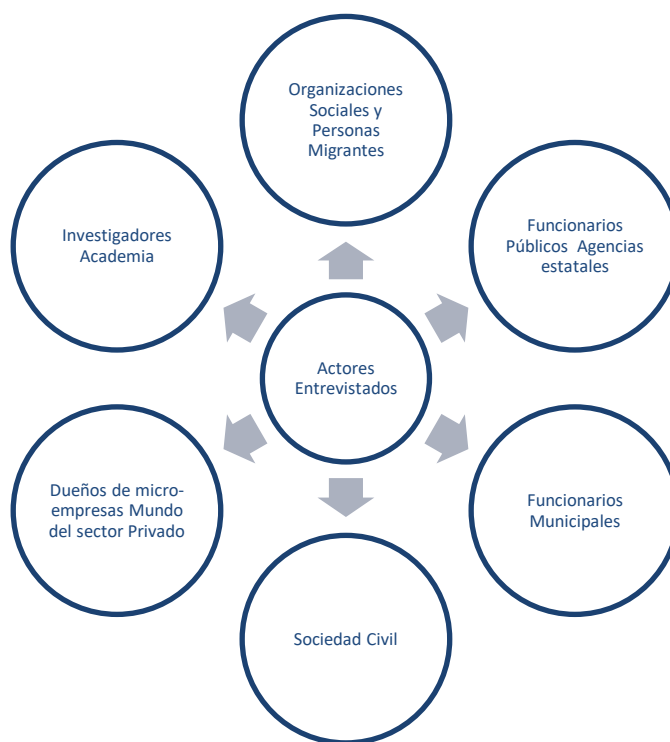 Organizaciones
Sociales y
Personas
Migrantes
Investigadores
Academia
Funcionarios
Públicos Agencias
estatales
Actores
Entrevistados
Dueños de micro-
empresas Mundo
del sector Privado
Funcionarios
Municipales
Sociedad Civil